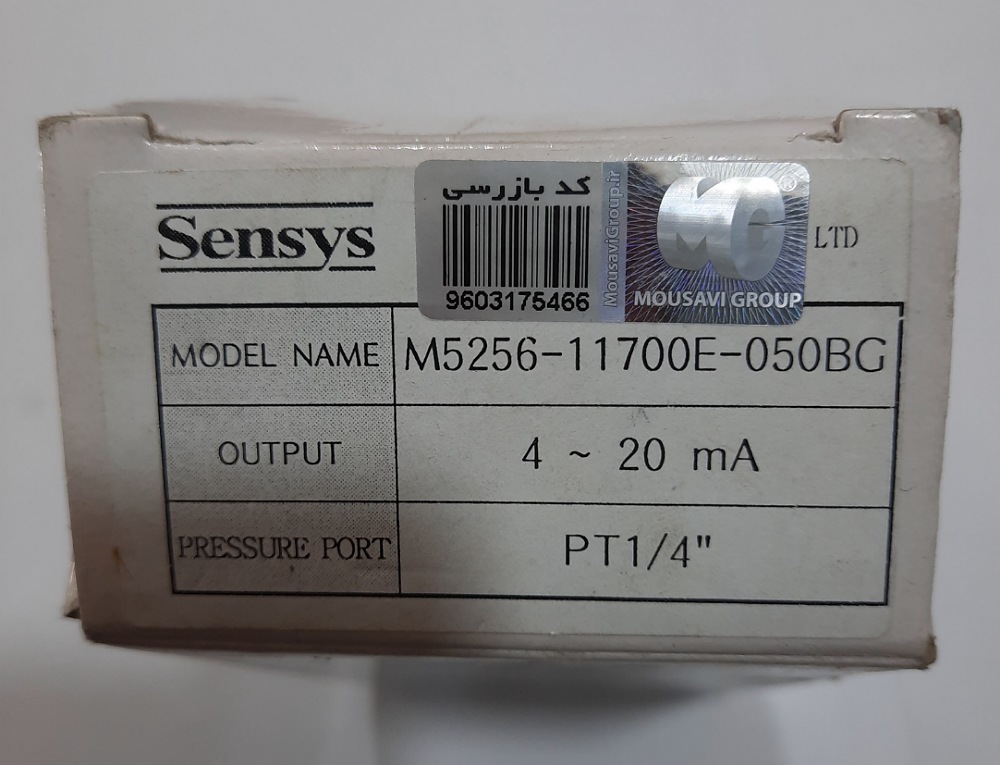 Sensys
کد بازرسی
9603175466
MousaviGroup.ir
MG
®
MOUSAVI GROUP
LTD
MODEL NAME M5256-11700E-050BG
OUTPUT 4 ~ 20 mA
PRESSURE PORT PT1/4"